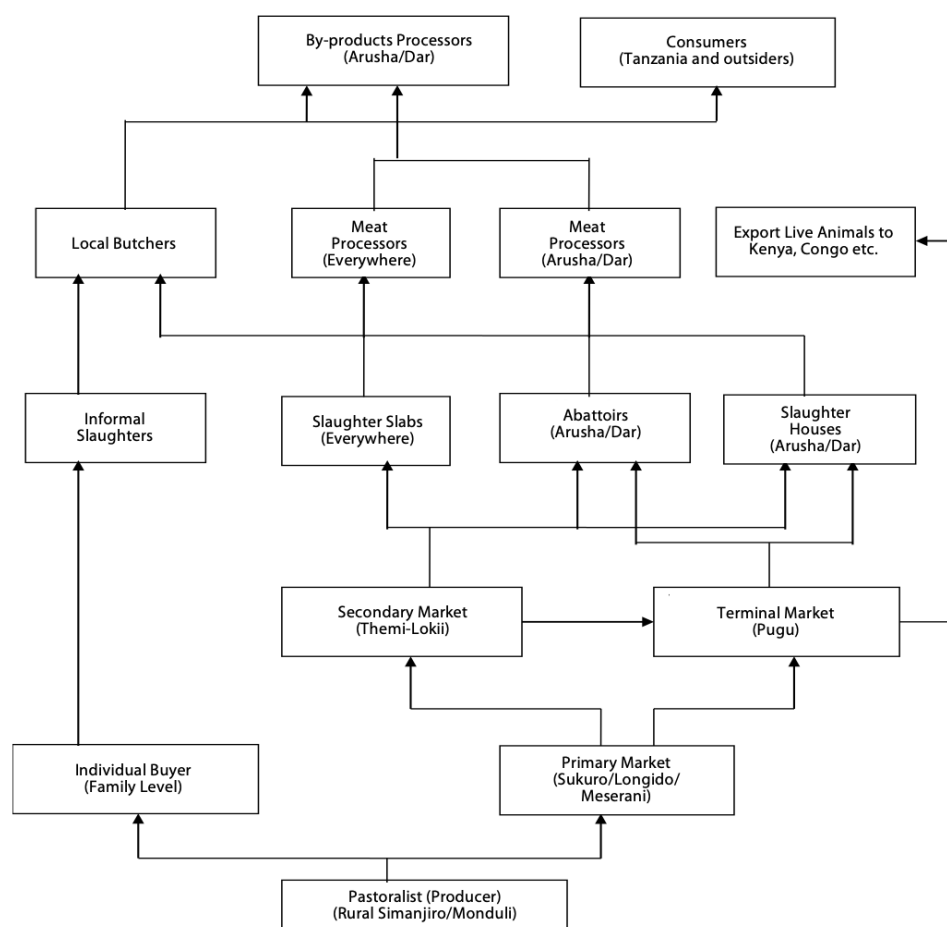 By-products Processors
(Arusha/Dar)
Consumers
(Tanzania and outsiders)
Local Butchers
Meat
Processors
(Everywhere)
Meat
Processors
(Arusha/Dar)
Export Live Animals to
Kenya, Congo etc.
Informal
Slaughters
Slaughter Slabs
(Everywhere)
Abattoirs
(Arusha/Dar)
Slaughter
Houses
(Arusha/Dar)
Secondary Market
(Themi-Lokii)
Terminal Market
(Pugu)
Individual Buyer
(Family Level)
Primary Market
(Sukuro/Longido/
Meserani)
Pastoralist (Producer)
(Rural Simanjiro/Monduli)